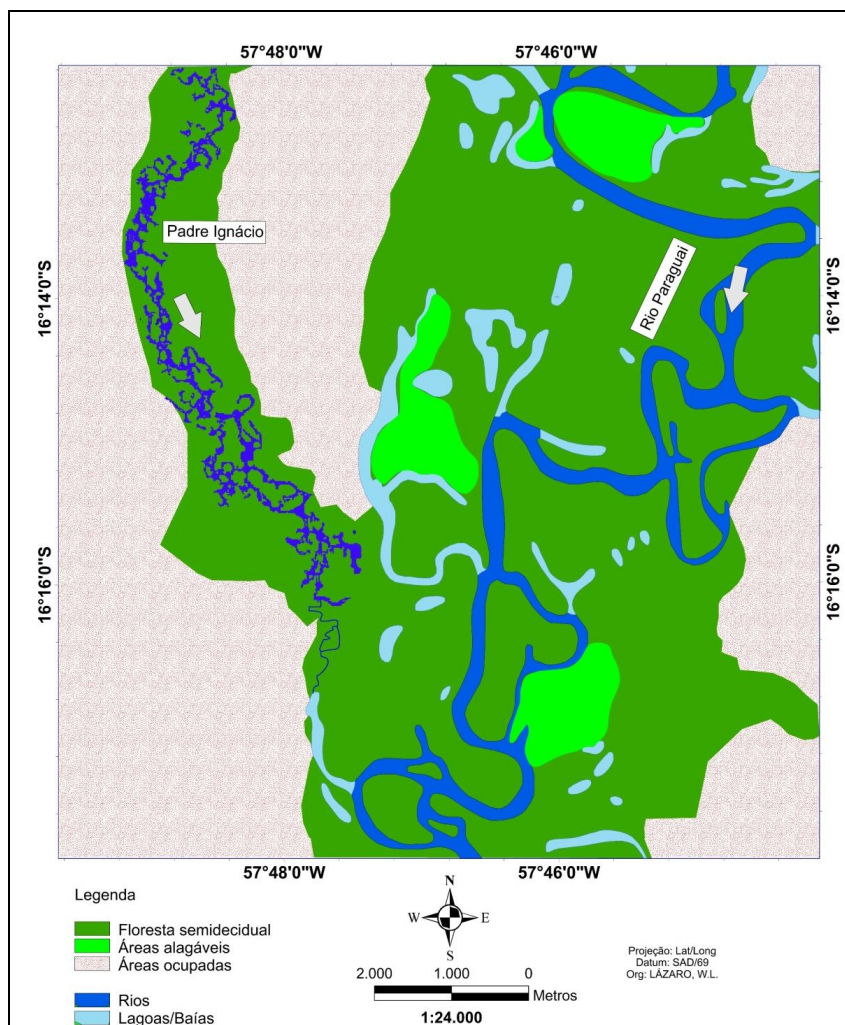 57°48'0"W
57°46'0"W
Padre Ignácio
16°14'0"S
Rio Paraguai
16°14'0"S
16°16'0"S
16°16'0"S
57°48'0"W
57°46'0"W
Legenda
Floresta semidecidual
Áreas alagáveis
Áreas ocupadas
Rios
Lagoas/Baías
N
W
E
S
2.000 1.000 0
Metros
1:24.000
Projeção: Lat/Long
Datum: SAD/69
Org: LÁZARO, W.L.